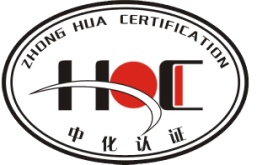 ZHONG HUA CERTIFICATION
HQC
中化认证